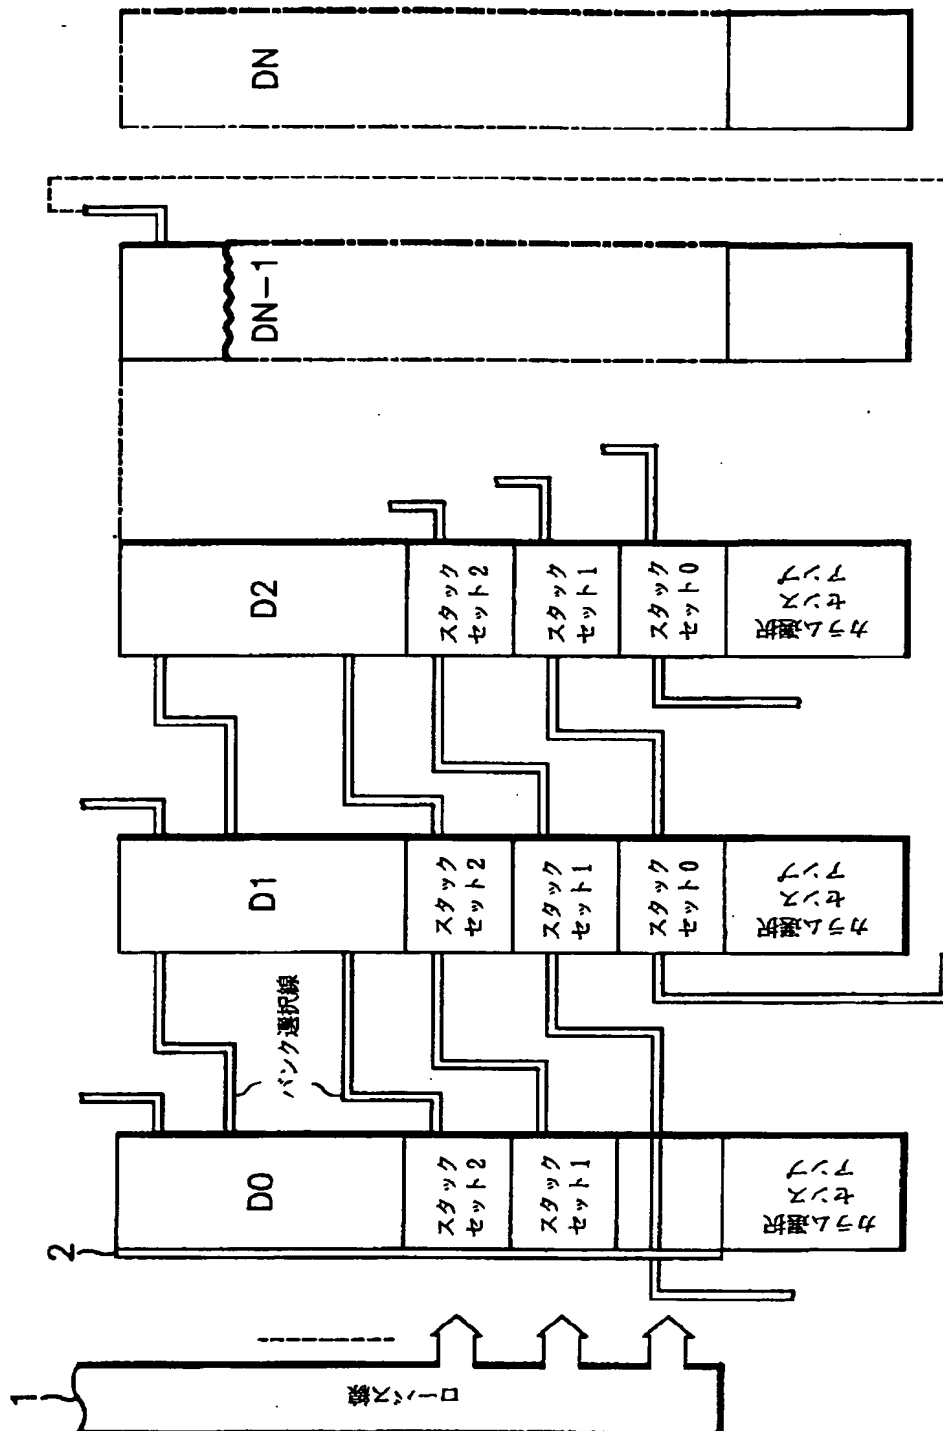 1
ローバス線
2
D0
スタック
セット2
スタック
セット1
カラム選択
センス
アンプ
バンク選択線
D1
スタック
セット2
スタック
セット1
スタック
セット0
カラム選択
センス
アンプ
D2
スタック
セット2
スタック
セット1
スタック
セット0
カラム選択
センス
アンプ
DN-1
DN